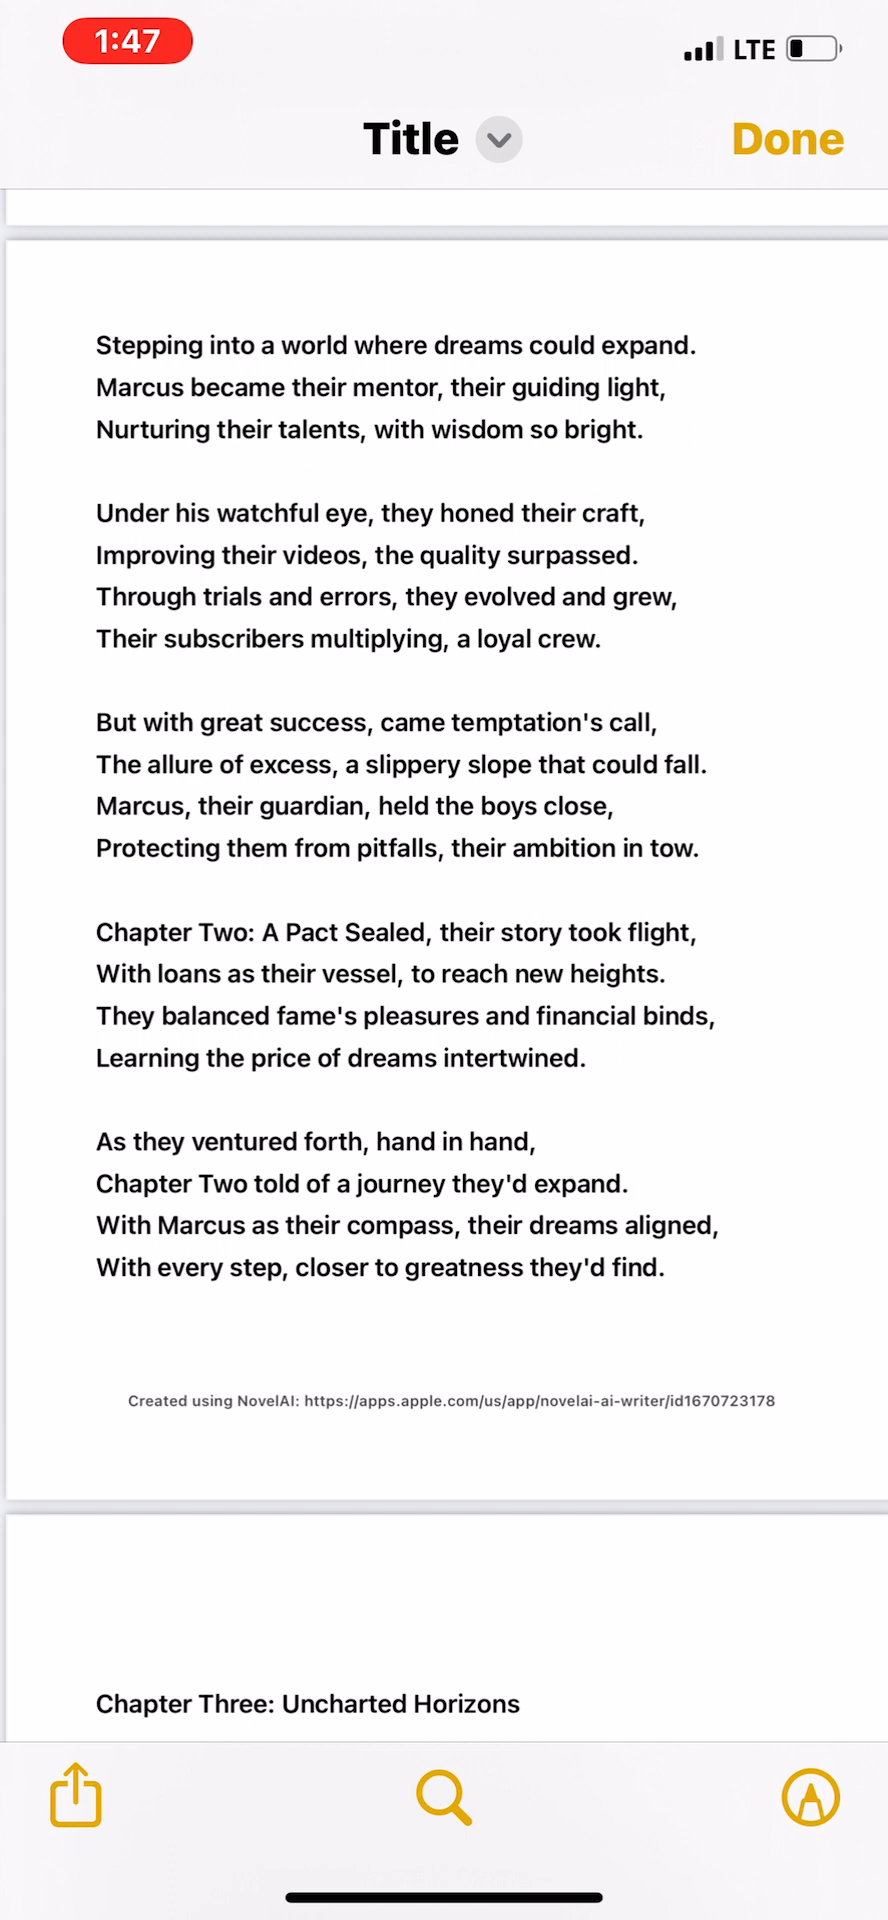 1:47
LTE
Title
Done
Stepping into a world where dreams could expand.
Marcus became their mentor, their guiding light,
Nurturing their talents, with wisdom so bright.
Under his watchful eye, they honed their craft,
Improving their videos, the quality surpassed.
Through trials and errors, they evolved and grew,
Their subscribers multiplying, a loyal crew.
But with great success, came temptation's call,
The allure of excess, a slippery slope that could fall.
Marcus, their guardian, held the boys close,
Protecting them from pitfalls, their ambition in tow.
Chapter Two: A Pact Sealed, their story took flight,
With loans as their vessel, to reach new heights.
They balanced fame's pleasures and financial binds,
Learning the price of dreams intertwined.
As they ventured forth, hand in hand,
Chapter Two told of a journey they'd expand.
With Marcus as their compass, their dreams aligned,
With every step, closer to greatness they'd find.
Created using NovelAI: https://apps.apple.com/us/app/novelai-ai-writer/id1670723178
Chapter Three: Uncharted Horizons